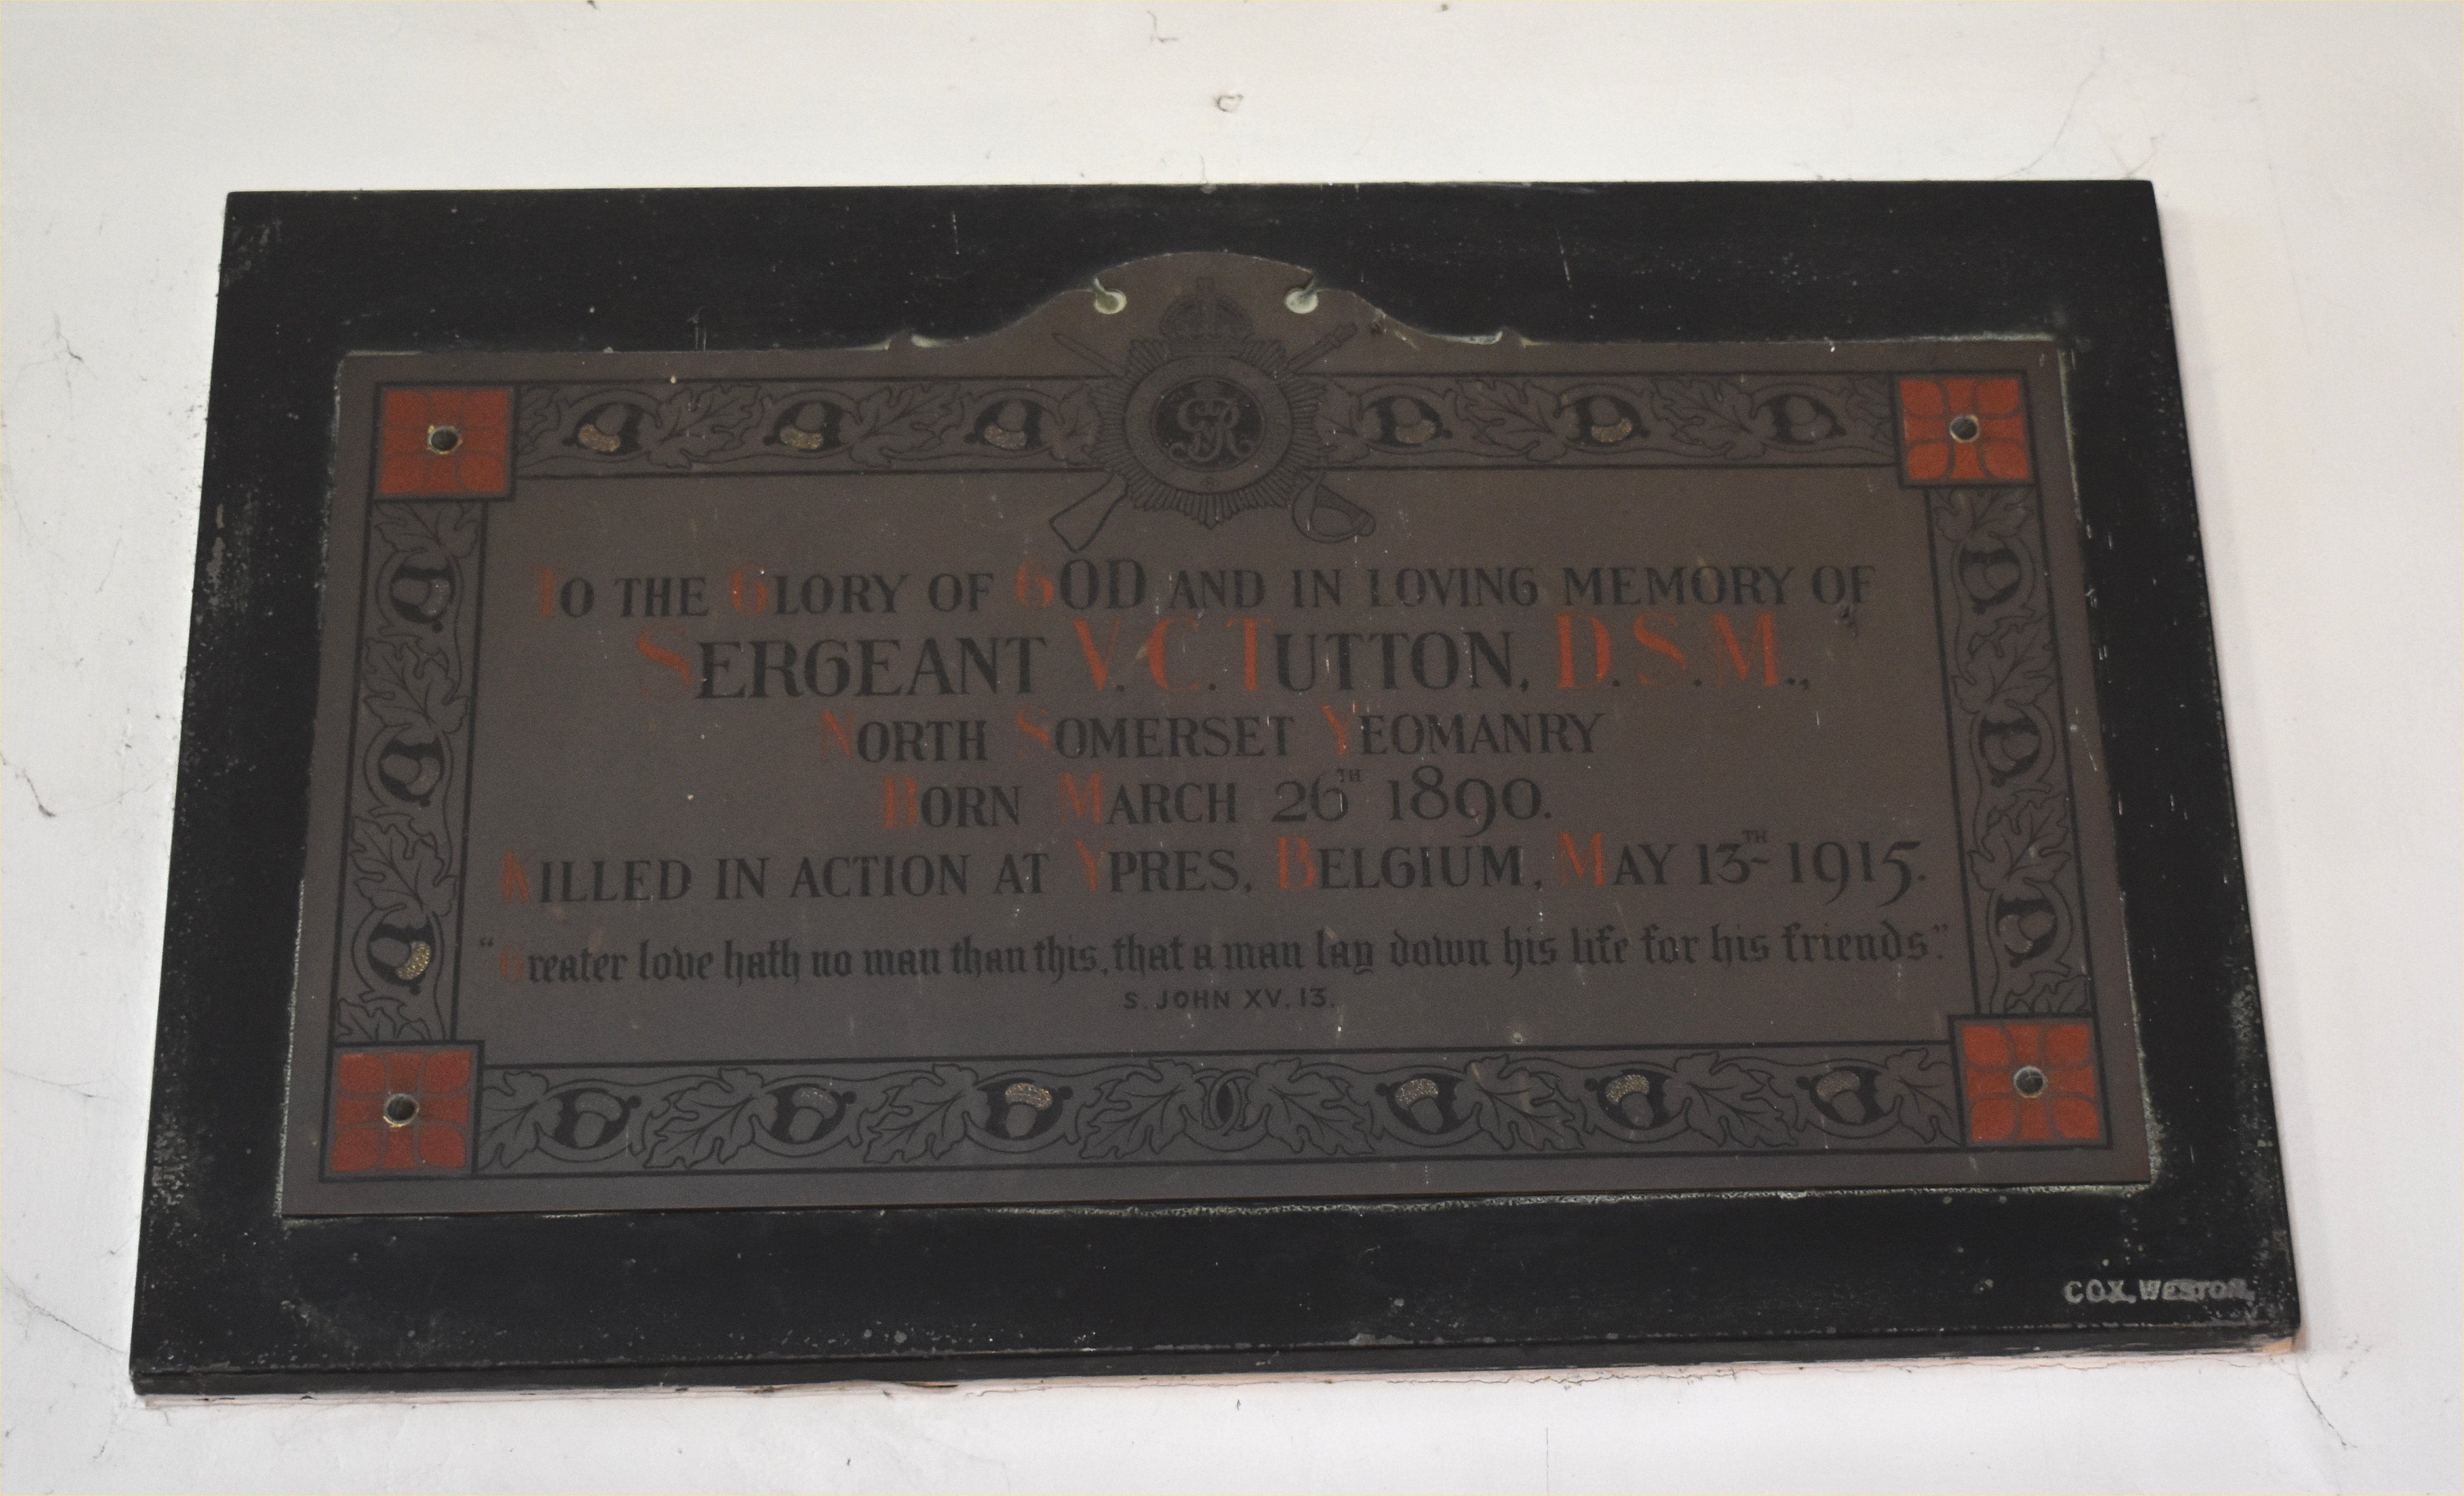 GR
TO THE GLORY OF GOD AND IN LOVING MEMORY OF
SERGEANT V.C.TUTTON, D.S.M.,
NORTH SOMERSET YEOMANRY
BORN MARCH 26TH 1890.
KILLED IN ACTION AT YPRES, BELGIUM, MAY 13TH 1915.
"Greater love hath no man than this, that a man lay down his life for his friends."
S. JOHN XV. 13.
COX, WESTON.